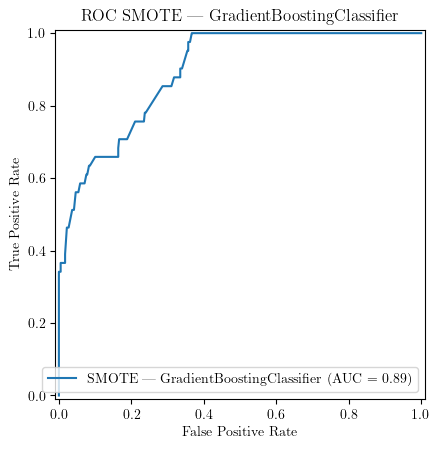 ROC SMOTE — GradientBoostingClassifier
1.0
0.8
0.6
0.4
0.2
0.0
True Positive Rate
SMOTE — GradientBoostingClassifier (AUC = 0.89)
0.0 0.2 0.4 0.6 0.8 1.0
False Positive Rate